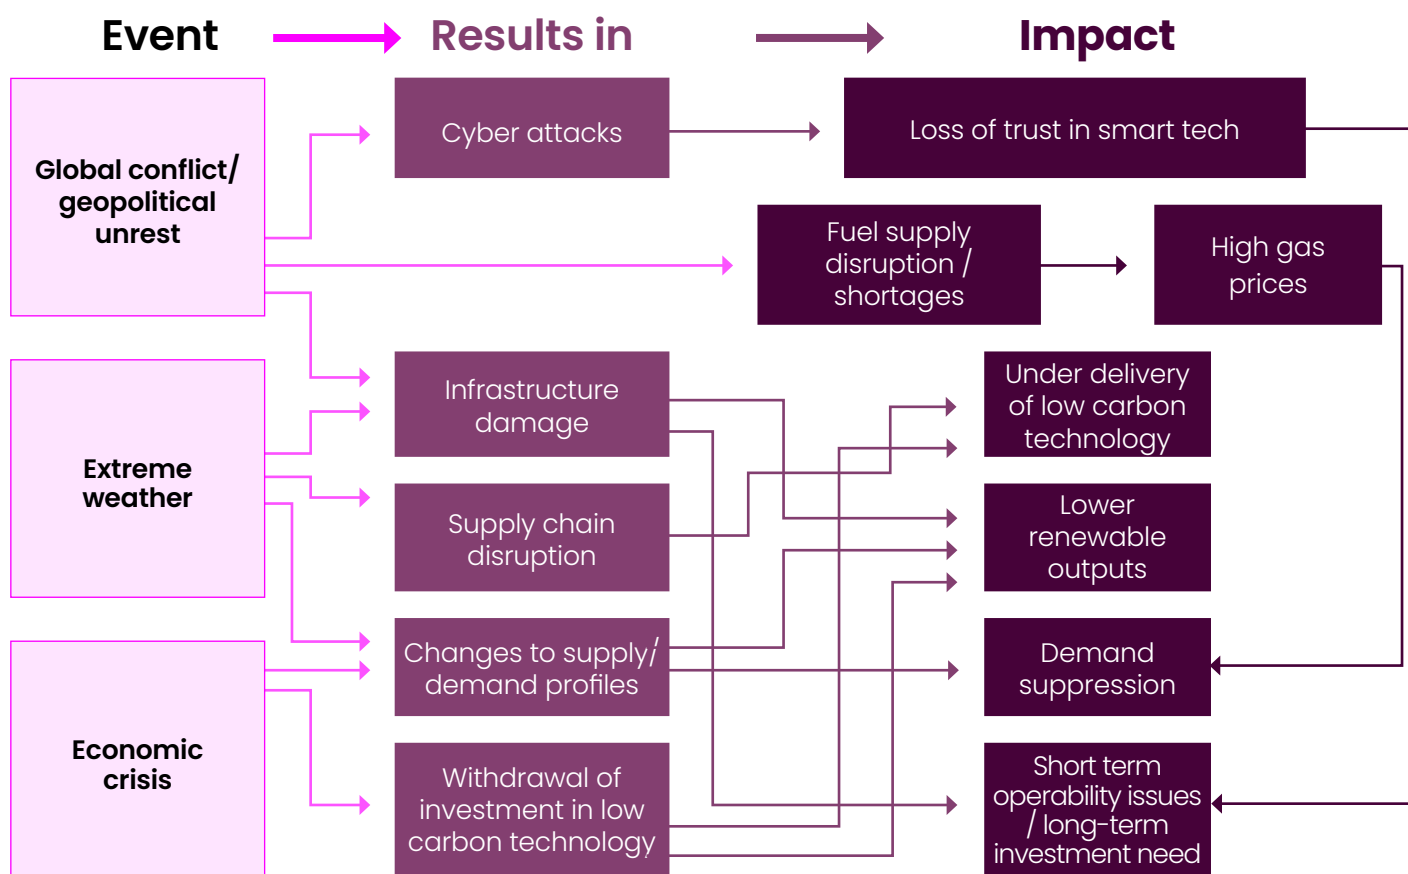 Event
Results in
Impact
Global conflict/
geopolitical
unrest
Cyber attacks
Loss of trust in smart tech
Fuel supply
disruption /
shortages
High gas
prices
Extreme
weather
Infrastructure
damage
Under delivery
of low carbon
technology
Supply chain
disruption
Lower
renewable
outputs
Economic
crisis
Changes to supply/
demand profiles
Demand
suppression
Withdrawal of
investment in low
carbon technology
Short term
operability issues
/ long-term
investment need